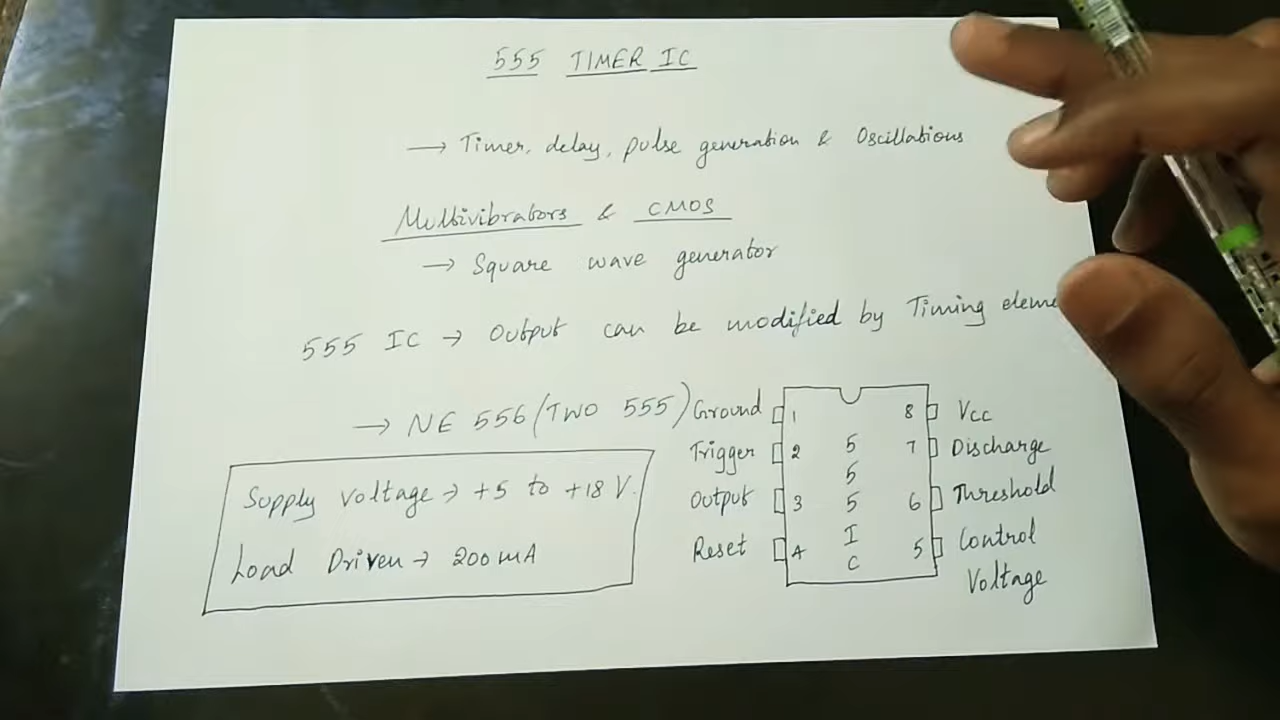 555 TIMER IC
→ Timer, delay, pulse generation & Oscillations
Multivibrators & CMOS
→ Square wave generator
555 IC → Output can be modified by Timing eleme
→ NE 556 (TWO 555)
Supply voltage → +5 to +18 V.
Load Driven → 200 mA
Ground 1 8 Vcc
Trigger 2 5 7 Discharge
5
Output 3 5 6 Threshold
I
Reset 4 C 5 Control
Voltage